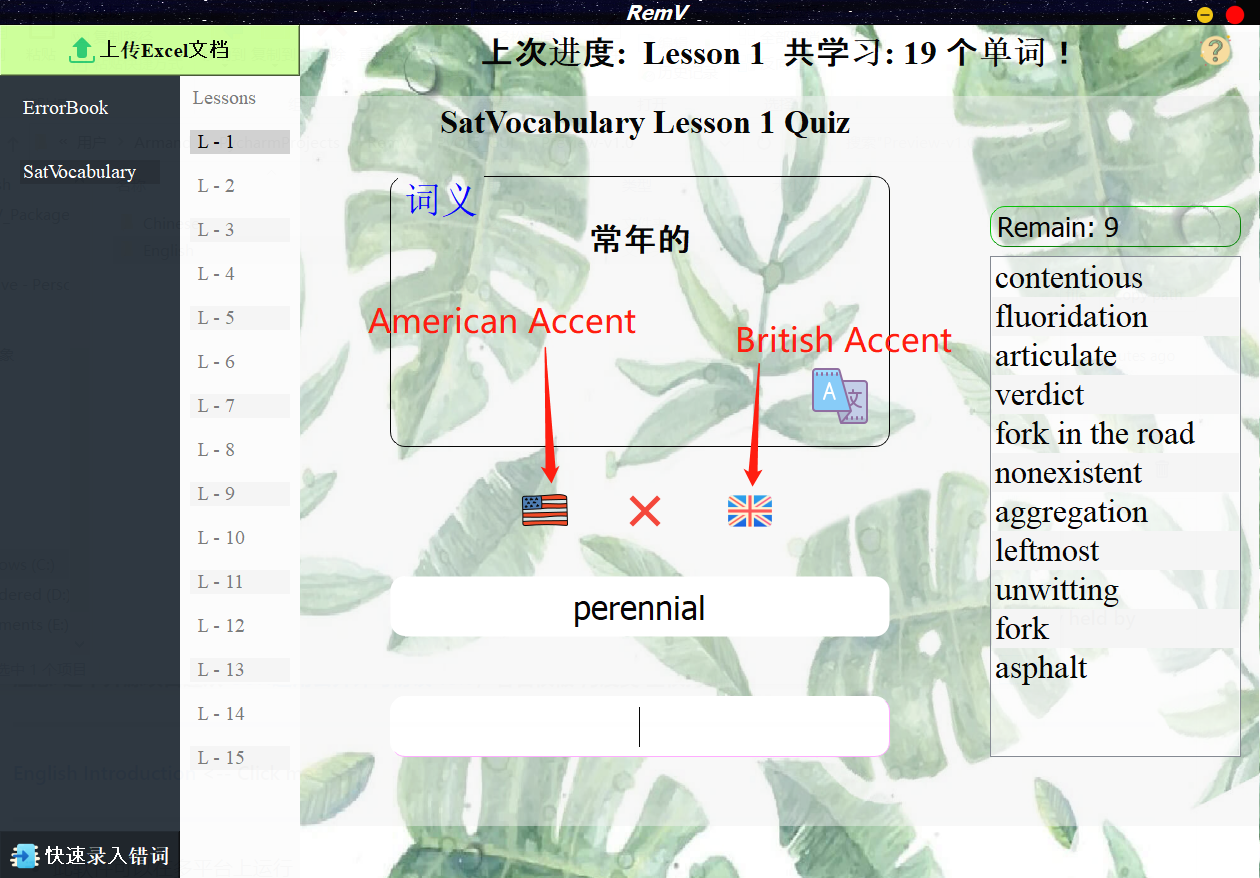 RemV
上传Excel文档
上次进度: Lesson 1 共学习: 19 个单词！
?
ErrorBook
SatVocabulary
Lessons
L - 1
L - 2
L - 3
L - 4
L - 5
L - 6
L - 7
L - 8
L - 9
L - 10
L - 11
L - 12
L - 13
L - 14
L - 15
快速录入错词
SatVocabulary Lesson 1 Quiz
词义
常年的
American Accent
British Accent
A 文
perennial
Remain: 9
contentious
fluoridation
articulate
verdict
fork in the road
nonexistent
aggregation
leftmost
unwitting
fork
asphalt